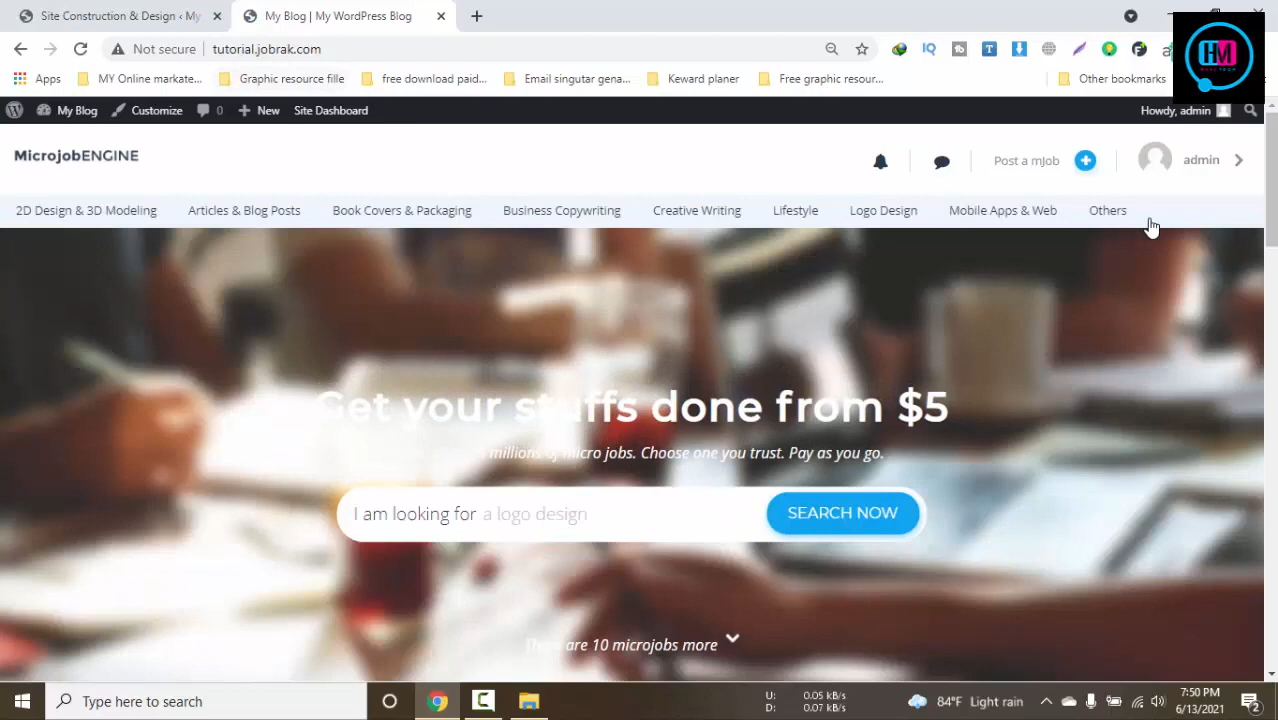 Site Construction & Design ‹ My
My Blog | My WordPress Blog
Not secure
tutorial.jobrak.com
Apps
MY Online markate...
Graphic resource fille
free download paid...
Email singutar gena...
Keward planer
Free graphic resour...
Other bookmarks
HM
My Blog
Customize
0
New
Site Dashboard
Howdy, admin
MicrojobENGINE
Post a mJob
admin
2D Design & 3D Modeling
Articles & Blog Posts
Book Covers & Packaging
Business Copywriting
Creative Writing
Lifestyle
Logo Design
Mobile Apps & Web
Others
Get your stuffs done from $5
millions of micro jobs. Choose one you trust. Pay as you go.
I am looking for a logo design
SEARCH NOW
There are 10 microjobs more
Type here to search
U: 0.05 kB/s
D: 0.07 kB/s
84°F Light rain
7:50 PM
6/13/2021
2